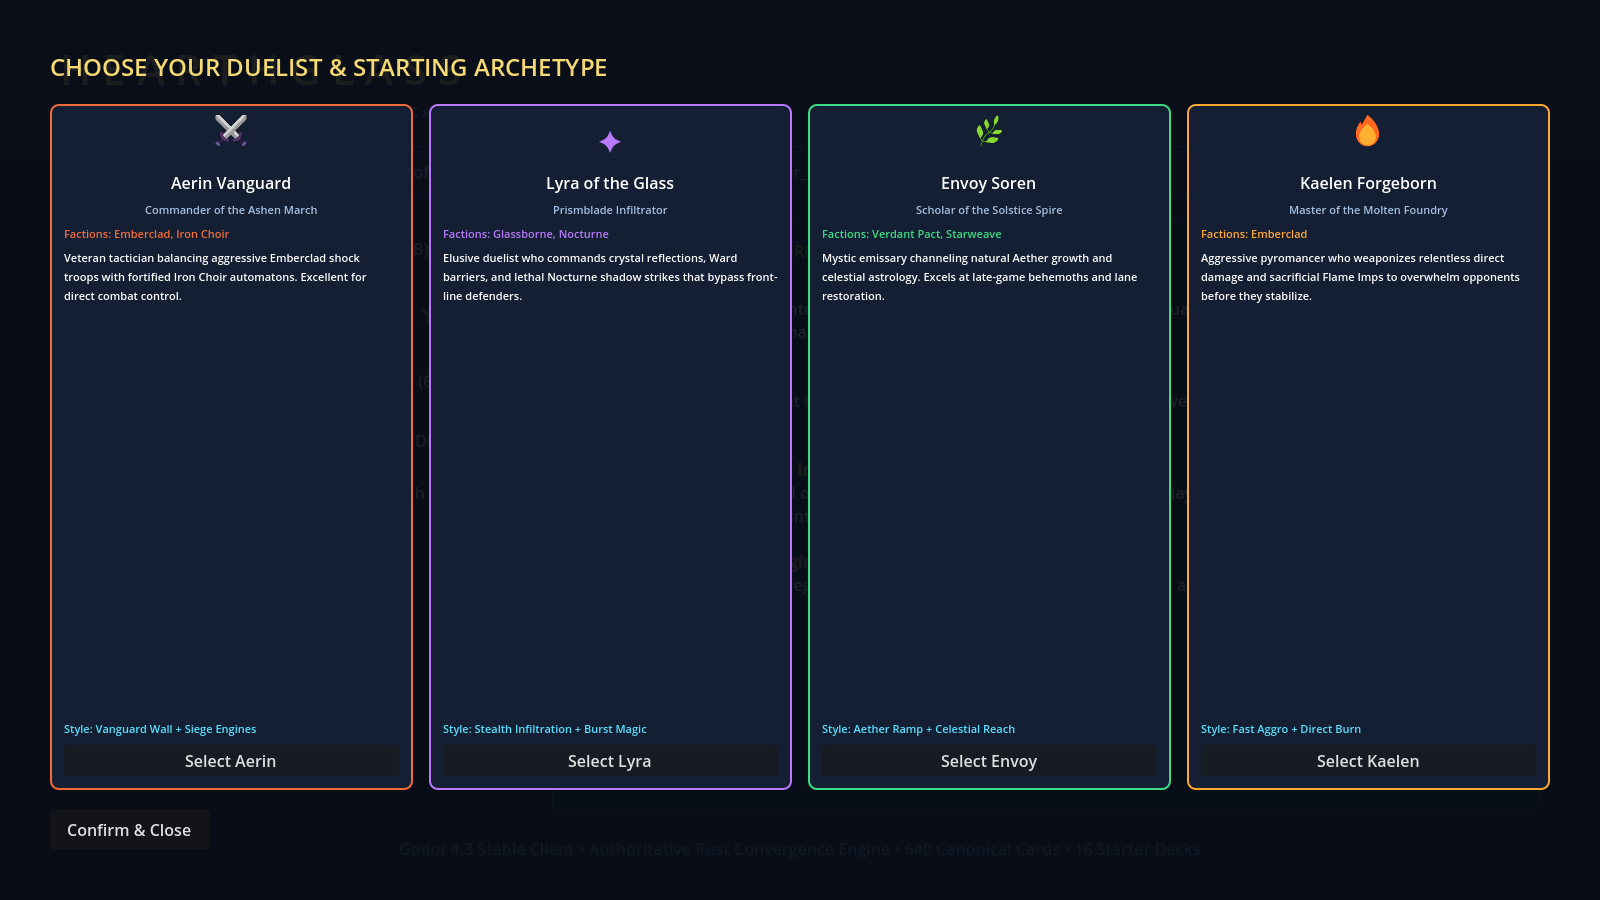 HEARTHGLASS
CHOOSE YOUR DUELIST & STARTING ARCHETYPE
Aerin Vanguard
Commander of the Ashen March
Factions: Emberclad, Iron Choir
Veteran tactician balancing aggressive Emberclad shock
troops with fortified Iron Choir automatons. Excellent for
direct combat control.
Style: Vanguard Wall + Siege Engines
Select Aerin
Lyra of the Glass
Prismblade Infiltrator
Factions: Glassborne, Nocturne
Elusive duelist who commands crystal reflections, Ward
barriers, and lethal Nocturne shadow strikes that bypass front-
line defenders.
Style: Stealth Infiltration + Burst Magic
Select Lyra
Envoy Soren
Scholar of the Solstice Spire
Factions: Verdant Pact, Starweave
Mystic emissary channeling natural Aether growth and
celestial astrology. Excels at late-game behemoths and lane
restoration.
Style: Aether Ramp + Celestial Reach
Select Envoy
Kaelen Forgeborn
Master of the Molten Foundry
Factions: Emberclad
Aggressive pyromancer who weaponizes relentless direct
damage and sacrificial Flame Imps to overwhelm opponents
before they stabilize.
Style: Fast Aggro + Direct Burn
Select Kaelen
Confirm & Close
Godot 4.3 Stable Client • Authoritative Rust Convergence Engine • 640 Canonical Cards • 16 Starter Decks